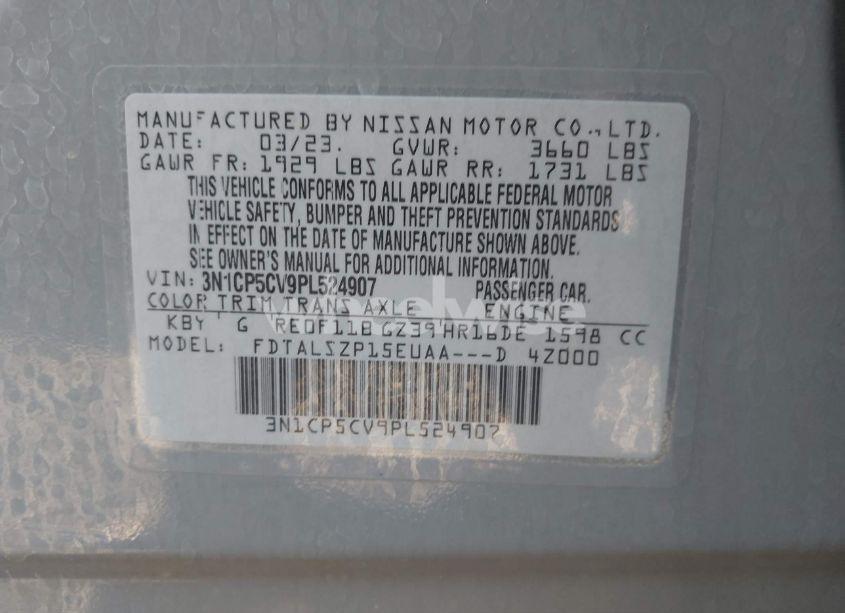 MANUFACTURED BY NISSAN MOTOR CO.,LTD.
DATE: 03/23. GVWR: 3660 LBS
GAWR FR: 1929 LBS GAWR RR: 1731 LBS
THIS VEHICLE CONFORMS TO ALL APPLICABLE FEDERAL MOTOR
VEHICLE SAFETY, BUMPER AND THEFT PREVENTION STANDARDS
IN EFFECT ON THE DATE OF MANUFACTURE SHOWN ABOVE.
SEE OWNER'S MANUAL FOR ADDITIONAL INFORMATION.
VIN: 3N1CP5CV9PL524907 PASSENGER CAR.
COLOR TRIM TRANS AXLE ENGINE
KBY G RE0F11B GZ39 HR16DE 1598 CC
MODEL: FDTALSZP15EUAA---D 4Z000
3N1CP5CV9PL524907